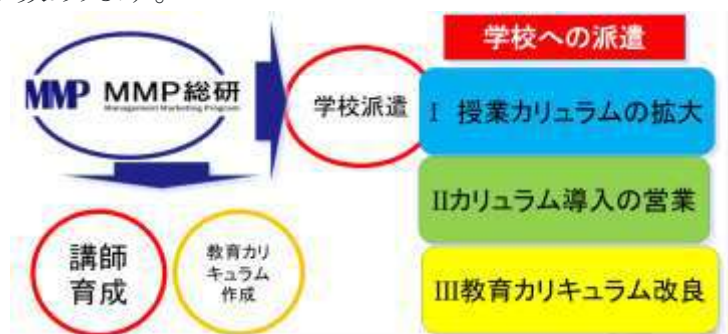 MMP MMP総研
Management Marketing Program
学校派遣
学校への派遣
I 授業カリュラムの拡大
IIカリュラム導入の営業
III教育カリキュラム改良
講師
育成
教育カリ
キュラム
作成